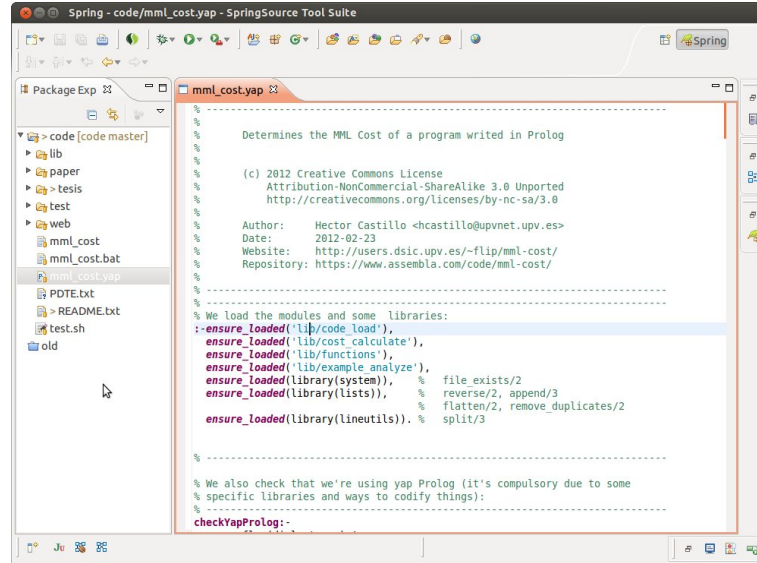 Spring - code/mml_cost.yap - SpringSource Tool Suite
Spring
Package Exp
mml_cost.yap
> code [code master]
lib
paper
> tesis
test
web
mml_cost
mml_cost.bat
mml_cost.yap
PDTE.txt
> README.txt
test.sh
old
% -----------------------------------------------------------------------------
%
% Determines the MML Cost of a program writed in Prolog
%
%
% (c) 2012 Creative Commons License
% Attribution-NonCommercial-ShareAlike 3.0 Unported
% http://creativecommons.org/licenses/by-nc-sa/3.0
%
% Author: Hector Castillo <hcastillo@upvnet.upv.es>
% Date: 2012-02-23
% Website: http://users.dsic.upv.es/~flip/mml-cost/
% Repository: https://www.assembla.com/code/mml-cost/
%
% -----------------------------------------------------------------------------
% -----------------------------------------------------------------------------
% We load the modules and some libraries:
:-ensure_loaded('lib/code_load'),
ensure_loaded('lib/cost_calculate'),
ensure_loaded('lib/functions'),
ensure_loaded('lib/example_analyze'),
ensure_loaded(library(system)), % file_exists/2
ensure_loaded(library(lists)), % reverse/2, append/3
% flatten/2, remove_duplicates/2
ensure_loaded(library(lineutils)). % split/3
% -----------------------------------------------------------------------------
% We also check that we're using yap Prolog (it's compulsory due to some
% specific libraries and ways to codify things):
% -----------------------------------------------------------------------------
checkYapProlog:-
Ju